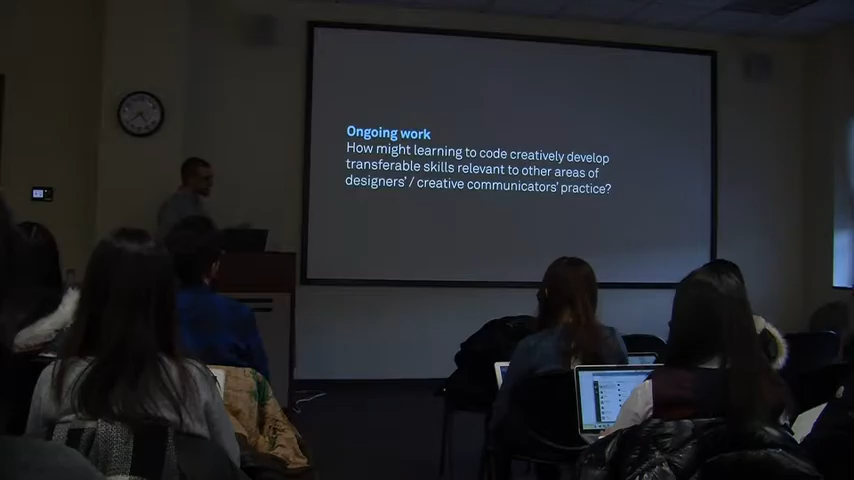 Ongoing work
How might learning to code creatively develop
transferable skills relevant to other areas of
designers' / creative communicators' practice?